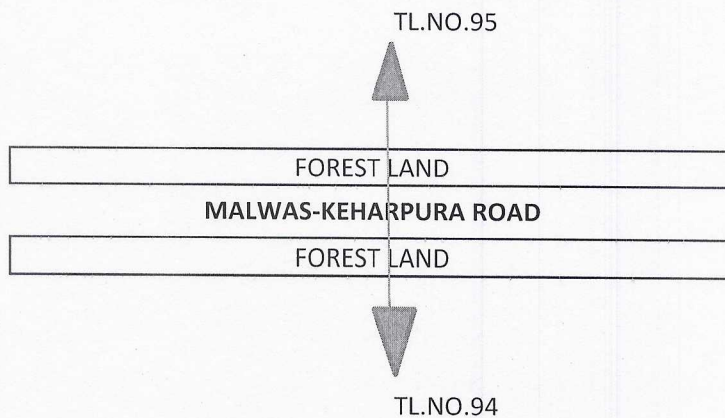 TL.NO.95
FOREST LAND
MALWAS-KEHARPURA ROAD
FOREST LAND
TL.NO.94